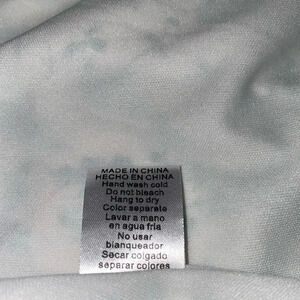 MADE IN CHINA
HECHO EN CHINA
Hand wash cold
Do not bleach
Hang to dry
Color separate
Lavar a mano
en agua fria
No usar
blanqueador
Secar colgado
separar colores